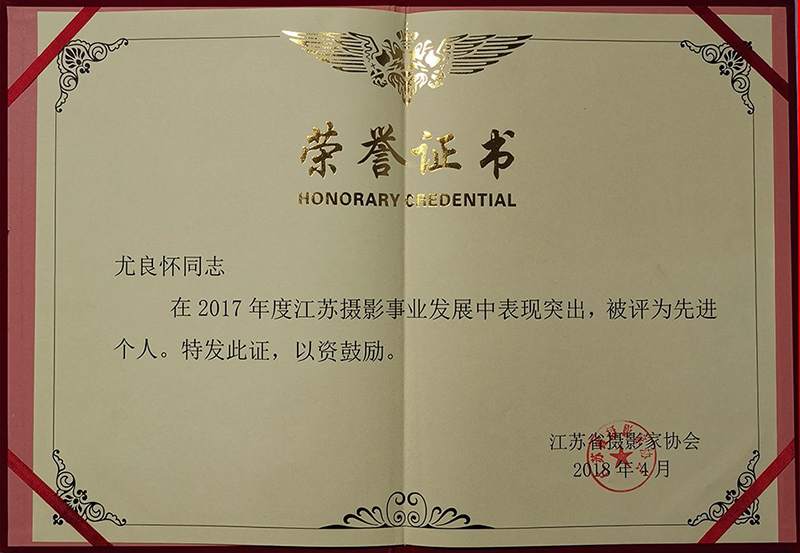 荣誉证书
HONORARY CREDENTIAL
尤良怀同志
在2017年度江苏摄影事业发展中表现突出，被评为先进
个人。特发此证，以资鼓励。
江苏省摄影家协会
2018年4月